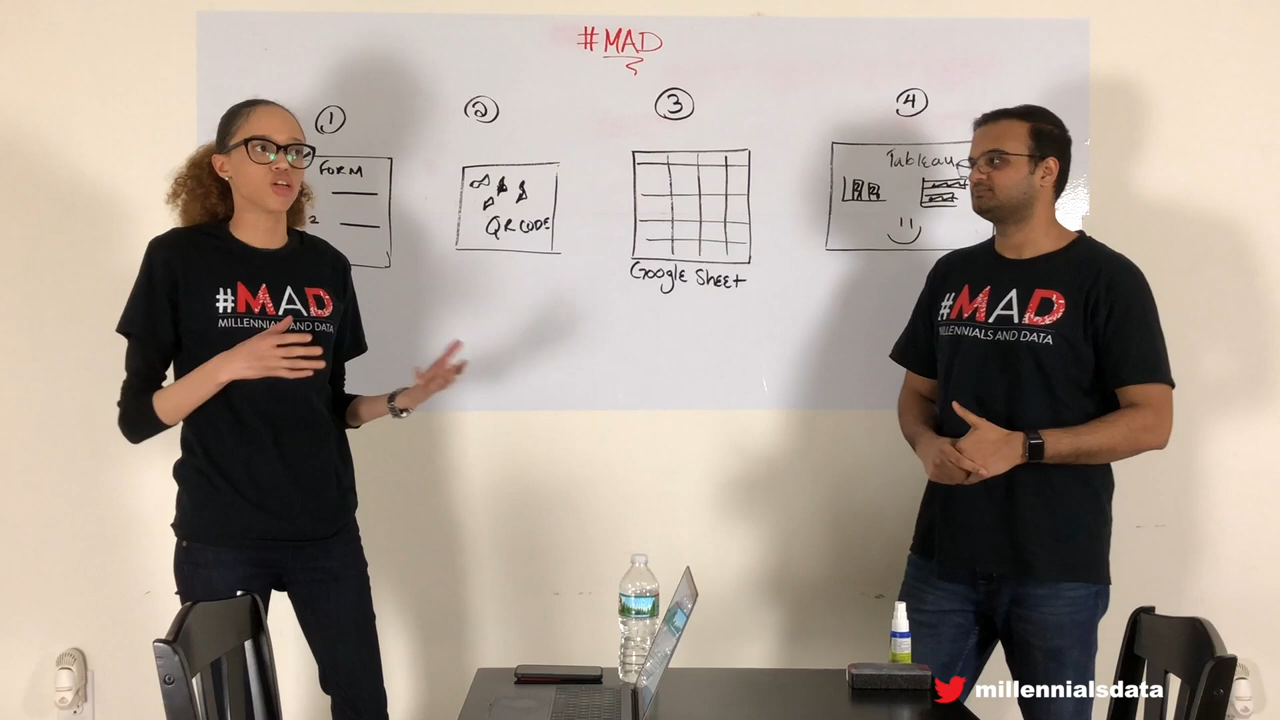 #MAD
1
2
3
4
FORM
2
QR CODE
Google Sheet
Tableau
#MAD
MILLENNIALS AND DATA
#MAD
MILLENNIALS AND DATA
millennialsdata